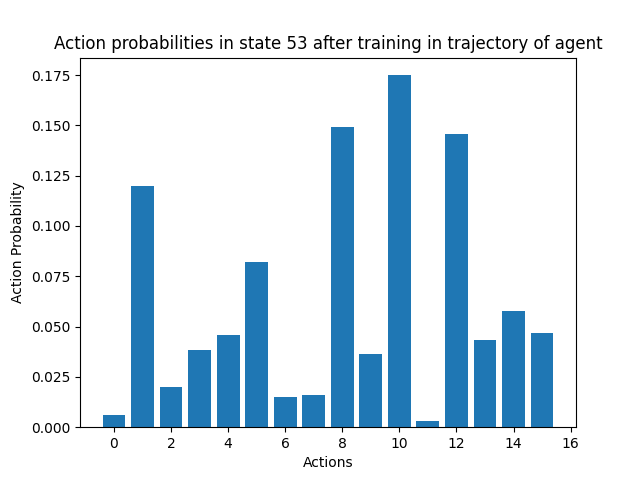 Action probabilities in state 53 after training in trajectory of agent
0.175
0.150
0.125
0.100
0.075
0.050
0.025
0.000
Action Probability
0 2 4 6 8 10 12 14 16
Actions